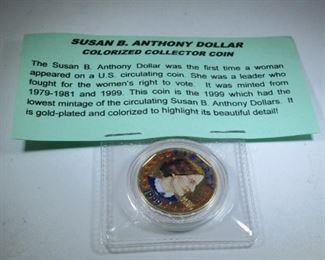 SUSAN B. ANTHONY DOLLAR
COLORIZED COLLECTOR COIN
The Susan B. Anthony Dollar was the first time a woman
appeared on a U.S. circulating coin. She was a leader who
fought for the women's right to vote. It was minted from
1979-1981 and 1999. This coin is the 1999 which had the
lowest mintage of the circulating Susan B. Anthony Dollars. It
is gold-plated and colorized to highlight its beautiful detail!
1999